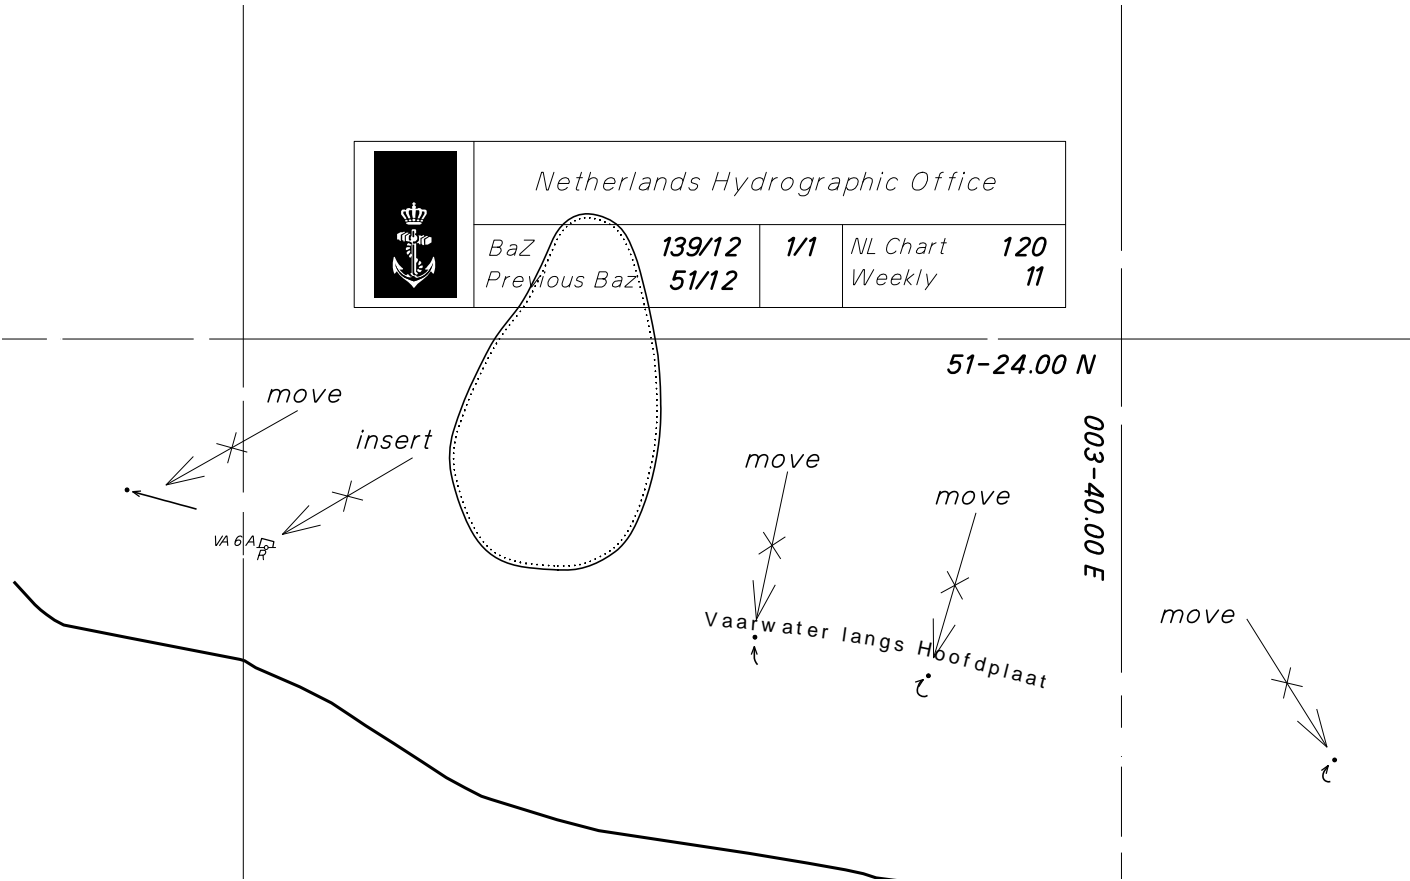 Netherlands Hydrographic Office
BaZ 139/12 1/1 NL Chart 120
Previous Baz 51/12 Weekly 11
51-24.00 N
003-40.00 E
move
insert
move
move
move
VA 6 A
R
Vaarwater langs Hoofdplaat